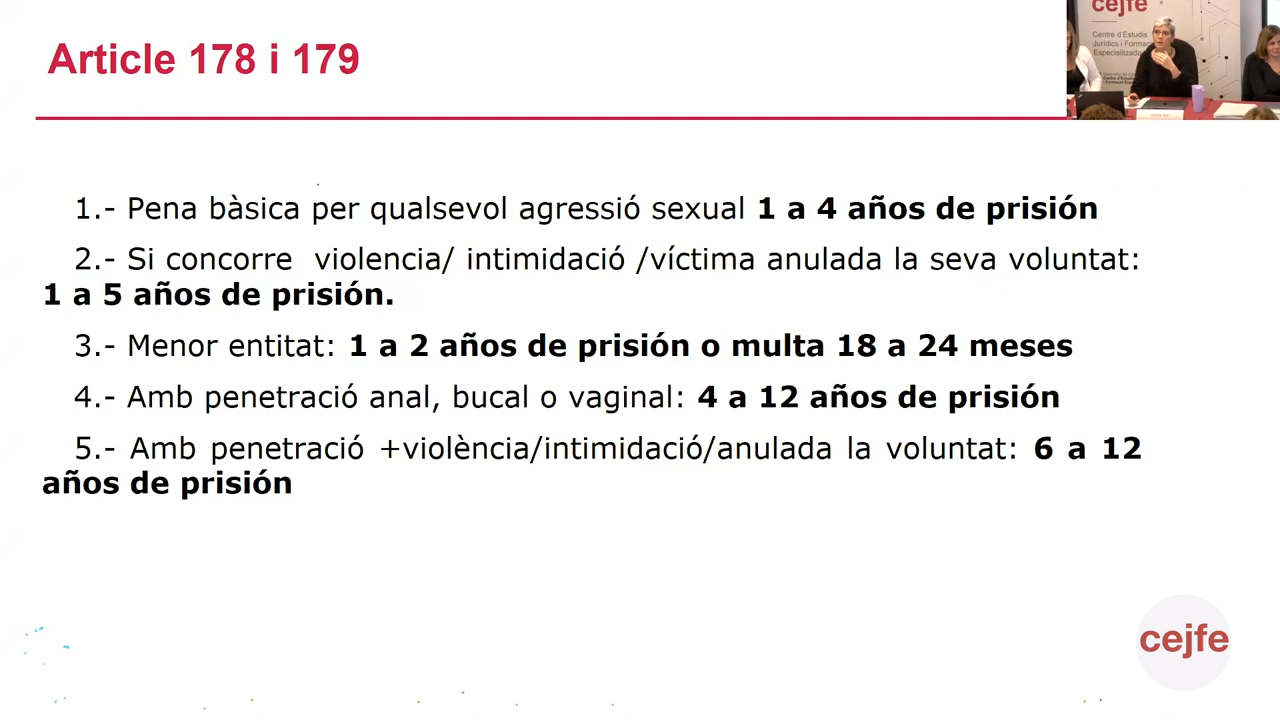 Article 178 i 179
cejfe
Centre d'Estudis
Jurídics i Formac
Especialitzada
1.- Pena bàsica per qualsevol agressió sexual 1 a 4 años de prisión
2.- Si concorre violencia/ intimidació /víctima anulada la seva voluntat:
1 a 5 años de prisión.
3.- Menor entitat: 1 a 2 años de prisión o multa 18 a 24 meses
4.- Amb penetració anal, bucal o vaginal: 4 a 12 años de prisión
5.- Amb penetració +violència/intimidació/anulada la voluntat: 6 a 12
años de prisión
cejfe